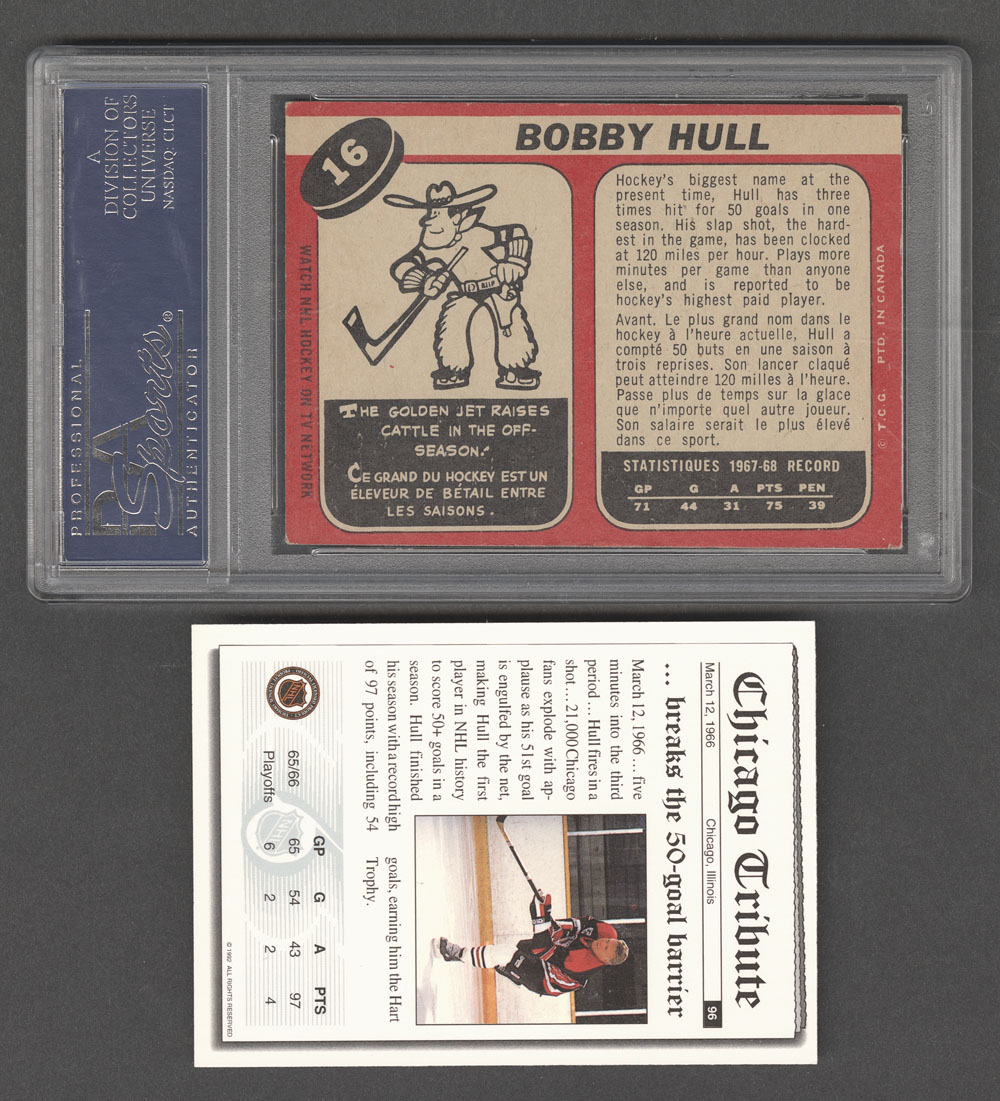 A
DIVISION OF
COLLECTORS
UNIVERSE
NASDAQ: CLCT
PROFESSIONAL
PSA
Sports®
AUTHENTICATOR
16
BOBBY HULL
WATCH NHL HOCKEY ON TV NETWORK
THE GOLDEN JET RAISES
CATTLE IN THE OFF-
SEASON.
CE GRAND DU HOCKEY EST UN
ÉLEVEUR DE BÉTAIL ENTRE
LES SAISONS.
Hockey's biggest name at the
present time, Hull has three
times hit for 50 goals in one
season. His slap shot, the hard-
est in the game, has been clocked
at 120 miles per hour. Plays more
minutes per game than anyone
else, and is reported to be
hockey's highest paid player.
Avant. Le plus grand nom dans le
hockey à l'heure actuelle, Hull a
compté 50 buts en une saison à
trois reprises. Son lancer claqué
peut atteindre 120 milles à l'heure.
Passe plus de temps sur la glace
que n'importe quel autre joueur.
Son salaire serait le plus élevé
dans ce sport.
STATISTIQUES 1967-68 RECORD
GP G A PTS PEN
71 44 31 75 39
© T.C.G. PTD. IN CANADA
Chicago Tribute
March 12, 1966 Chicago, Illinois 96
... breaks the 50-goal barrier
March 12, 1966 ... five
minutes into the third
period ... Hull fires in a
shot ... 21,000 Chicago
fans explode with ap-
plause as his 51st goal
is engulfed by the net,
making Hull the first
player in NHL history
to score 50+ goals in a
season. Hull finished
his season with a record high
of 97 points, including 54
goals, earning him the Hart
Trophy.
GP G A PTS
65/66 65 54 43 97
Playoffs 6 2 2 4
NHL
© 1992 ALL RIGHTS RESERVED